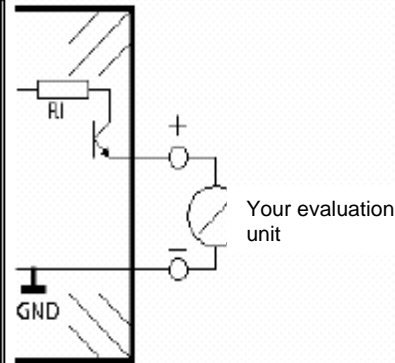 RI
+
Your evaluation
unit
−
GND